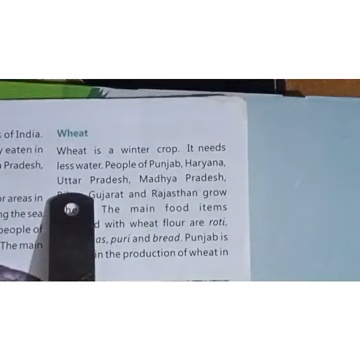 of India.
eaten in
Pradesh,
or areas in
ng the sea
people of
The main
Wheat
Wheat is a winter crop. It needs
less water. People of Punjab, Haryana,
Uttar Pradesh, Madhya Pradesh,
Gujarat and Rajasthan grow
The main food items
with wheat flour are roti,
as, puri and bread. Punjab is
in the production of wheat in